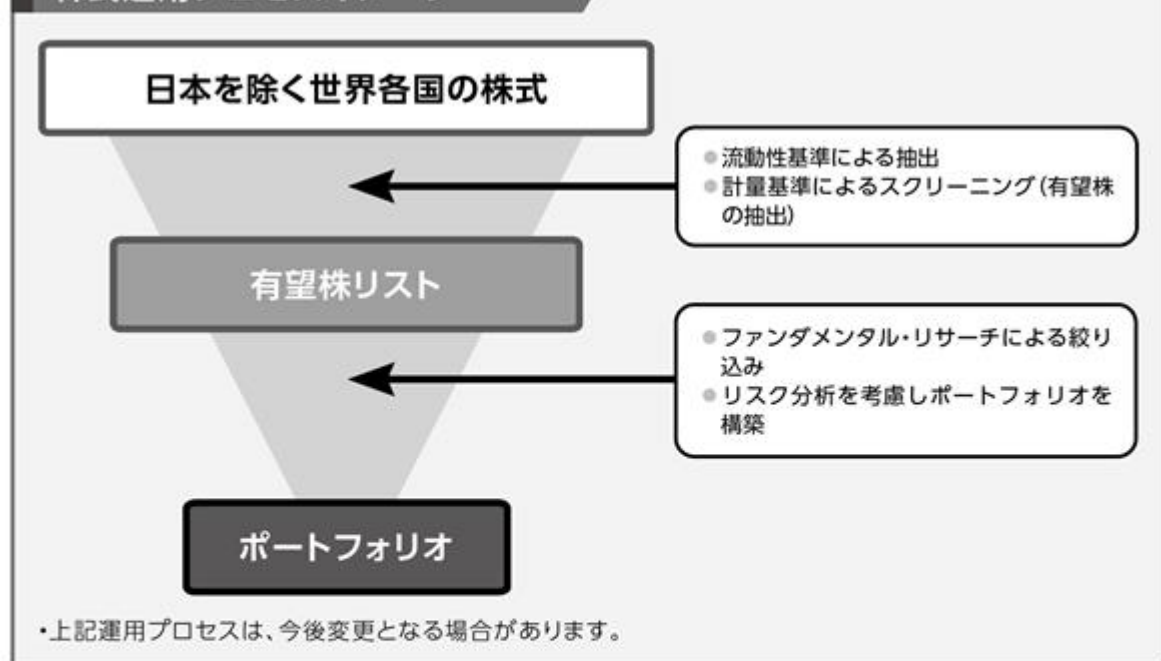 日本を除く世界各国の株式
●流動性基準による抽出
●計量基準によるスクリーニング(有望株
の抽出)
有望株リスト
●ファンダメンタル・リサーチによる絞り
込み
●リスク分析を考慮しポートフォリオを
構築
ポートフォリオ
・上記運用プロセスは、今後変更となる場合があります。